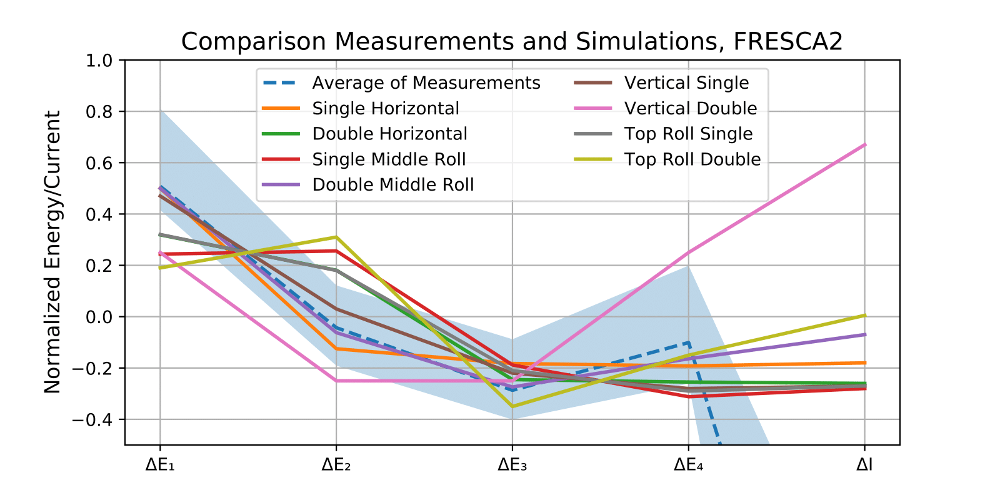 Comparison Measurements and Simulations, FRESCA2
Normalized Energy/Current
1.0
0.8
0.6
0.4
0.2
0.0
−0.2
−0.4
Average of Measurements
Single Horizontal
Double Horizontal
Single Middle Roll
Double Middle Roll
Vertical Single
Vertical Double
Top Roll Single
Top Roll Double
ΔE₁ ΔE₂ ΔE₃ ΔE₄ ΔI